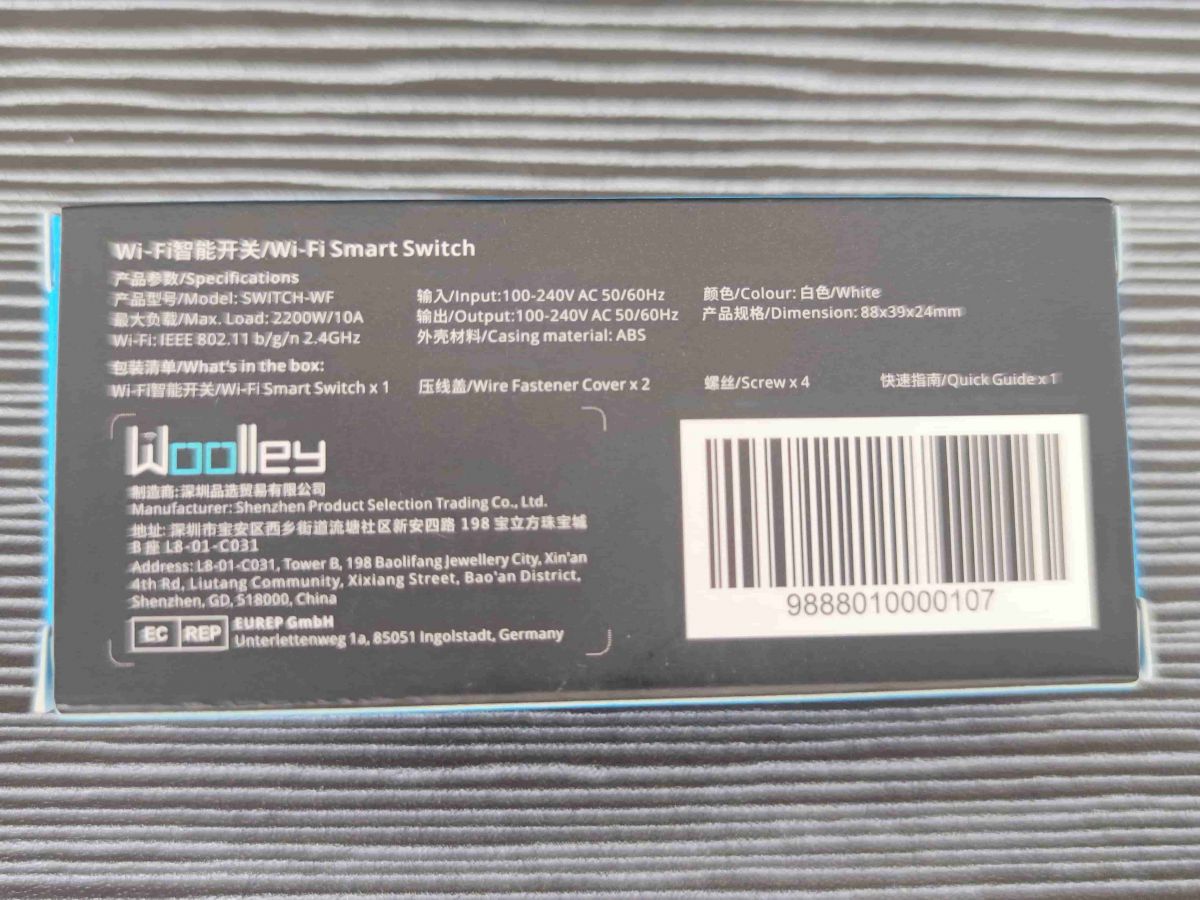 Wi-Fi智能开关/Wi-Fi Smart Switch
产品参数/Specifications
产品型号/Model: SWITCH-WF
最大负载/Max. Load: 2200W/10A
Wi-Fi: IEEE 802.11 b/g/n 2.4GHz
输入/Input:100-240V AC 50/60Hz
输出/Output:100-240V AC 50/60Hz
外壳材料/Casing material: ABS
颜色/Colour: 白色/White
产品规格/Dimension: 88x39x24mm
包装清单/What's in the box:
Wi-Fi智能开关/Wi-Fi Smart Switch x 1
压线盖/Wire Fastener Cover x 2
螺丝/Screw x 4
快速指南/Quick Guide x 1
Woolley
制造商: 深圳品选贸易有限公司
Manufacturer: Shenzhen Product Selection Trading Co., Ltd.
地址: 深圳市宝安区西乡街道流塘社区新安四路 198 宝立方珠宝城
B 座 L8-01-C031
Address: L8-01-C031, Tower B, 198 Baolifang Jewellery City, Xin'an
4th Rd, Liutang Community, Xixiang Street, Bao'an District,
Shenzhen, GD, 518000, China
EC REP
EUREP GmbH
Unterlettenweg 1a, 85051 Ingolstadt, Germany
9888010000107